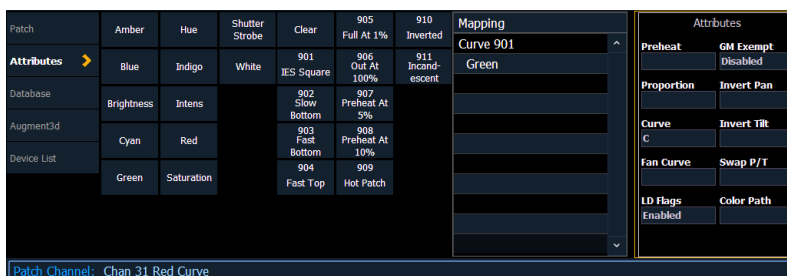 Patch
Attributes
Database
Augment3d
Device List
Amber
Hue
Shutter
Strobe
Clear
905
Full At 1%
910
Inverted
Blue
Indigo
White
901
IES Square
906
Out At
100%
911
Incand-
escent
Brightness
Intens
902
Slow
Bottom
907
Preheat At
5%
Cyan
Red
903
Fast
Bottom
908
Preheat At
10%
Green
Saturation
904
Fast Top
909
Hot Patch
Mapping
Curve 901
Green
Attributes
Preheat
GM Exempt
Disabled
Proportion
Invert Pan
Curve
Invert Tilt
C
Fan Curve
Swap P/T
LD Flags
Color Path
Enabled
Patch Channel: Chan 31 Red Curve